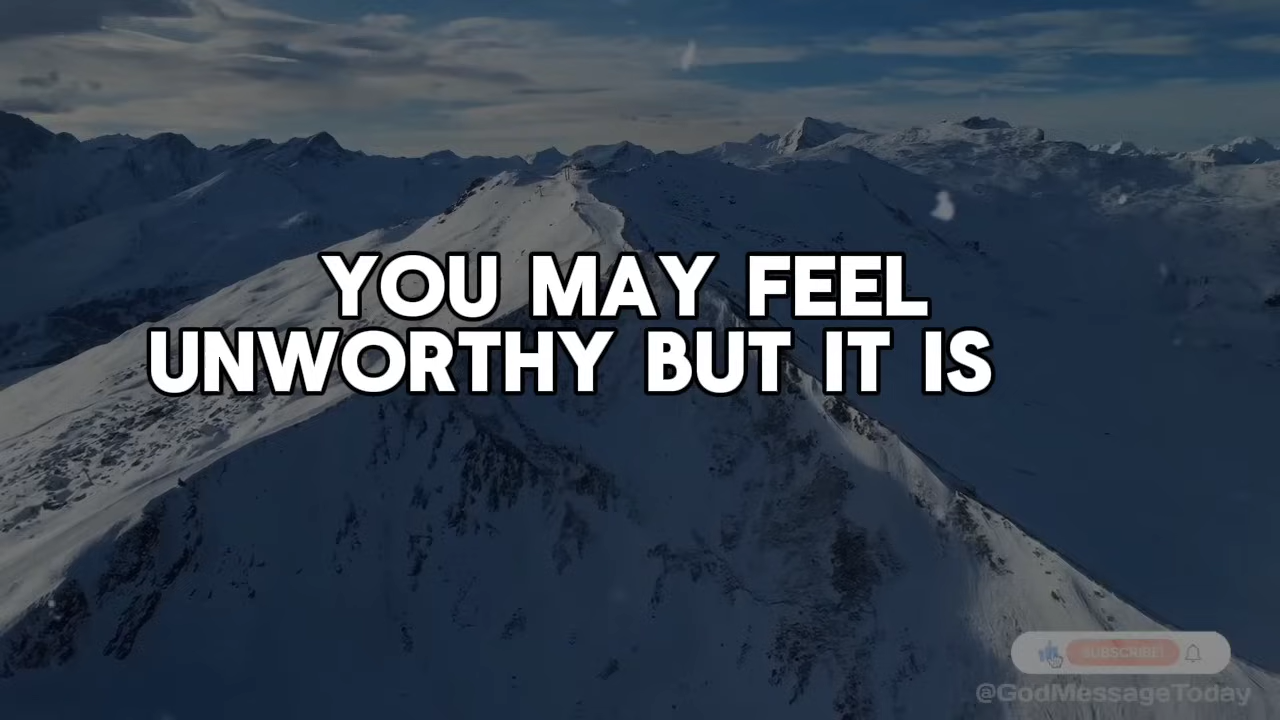 YOU MAY FEEL
UNWORTHY BUT IT IS
SUBSCRIBE!
@GodMessageToday